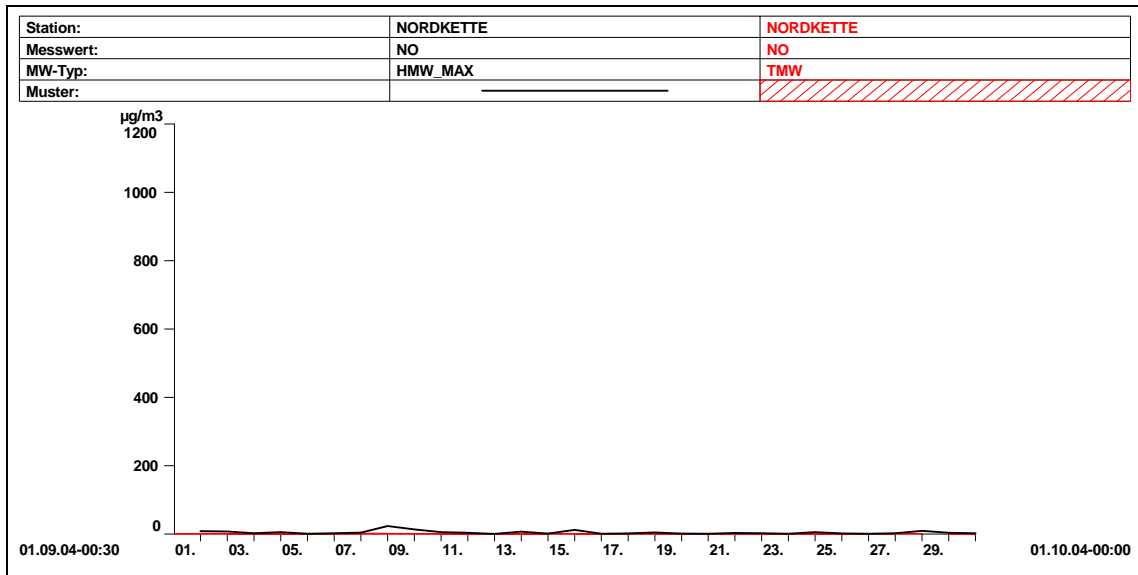 Station: NORDKETTE NORDKETTE
Messwert: NO NO
MW-Typ: HMW_MAX TMW
Muster:
µg/m3
1200
1000
800
600
400
200
0
01.09.04-00:30 01. 03. 05. 07. 09. 11. 13. 15. 17. 19. 21. 23. 25. 27. 29. 01.10.04-00:00